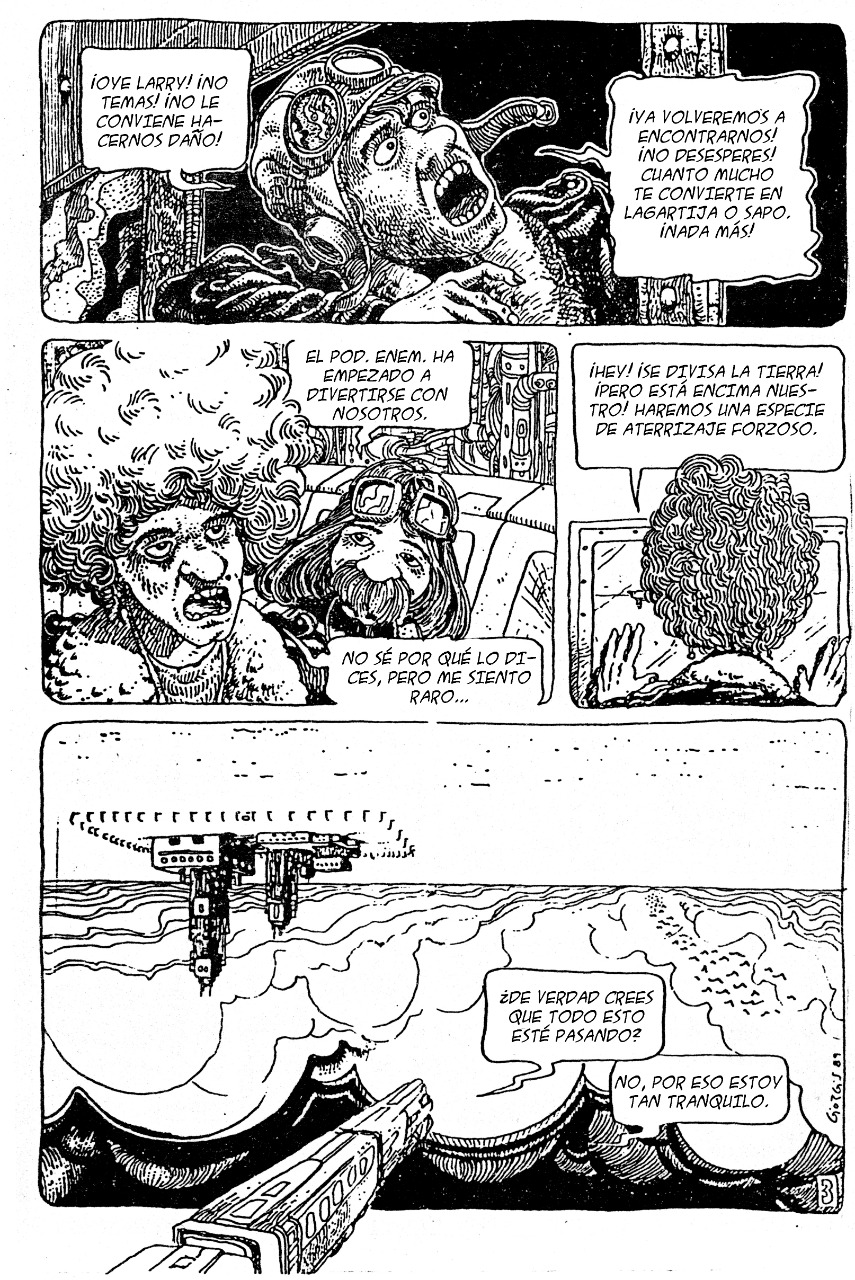 ¡OYE LARRY! ¡NO
TEMAS! ¡NO LE
CONVIENE HA-
CERNOS DAÑO!
¡YA VOLVEREMOS A
ENCONTRARNOS!
¡NO DESESPERES!
CUANTO MUCHO
TE CONVIERTE EN
LAGARTIJA O SAPO.
¡NADA MÁS!
EL POD. ENEM. HA
EMPEZADO A
DIVERTIRSE CON
NOSOTROS.
NO SÉ POR QUÉ LO DI-
CES, PERO ME SIENTO
RARO...
¡HEY! ¡SE DIVISA LA TIERRA!
¡PERO ESTÁ ENCIMA NUES-
TRO! HAREMOS UNA ESPECIE
DE ATERRIZAJE FORZOSO.
¿DE VERDAD CREES
QUE TODO ESTO
ESTÉ PASANDO?
NO, POR ESO ESTOY
TAN TRANQUILO.
3